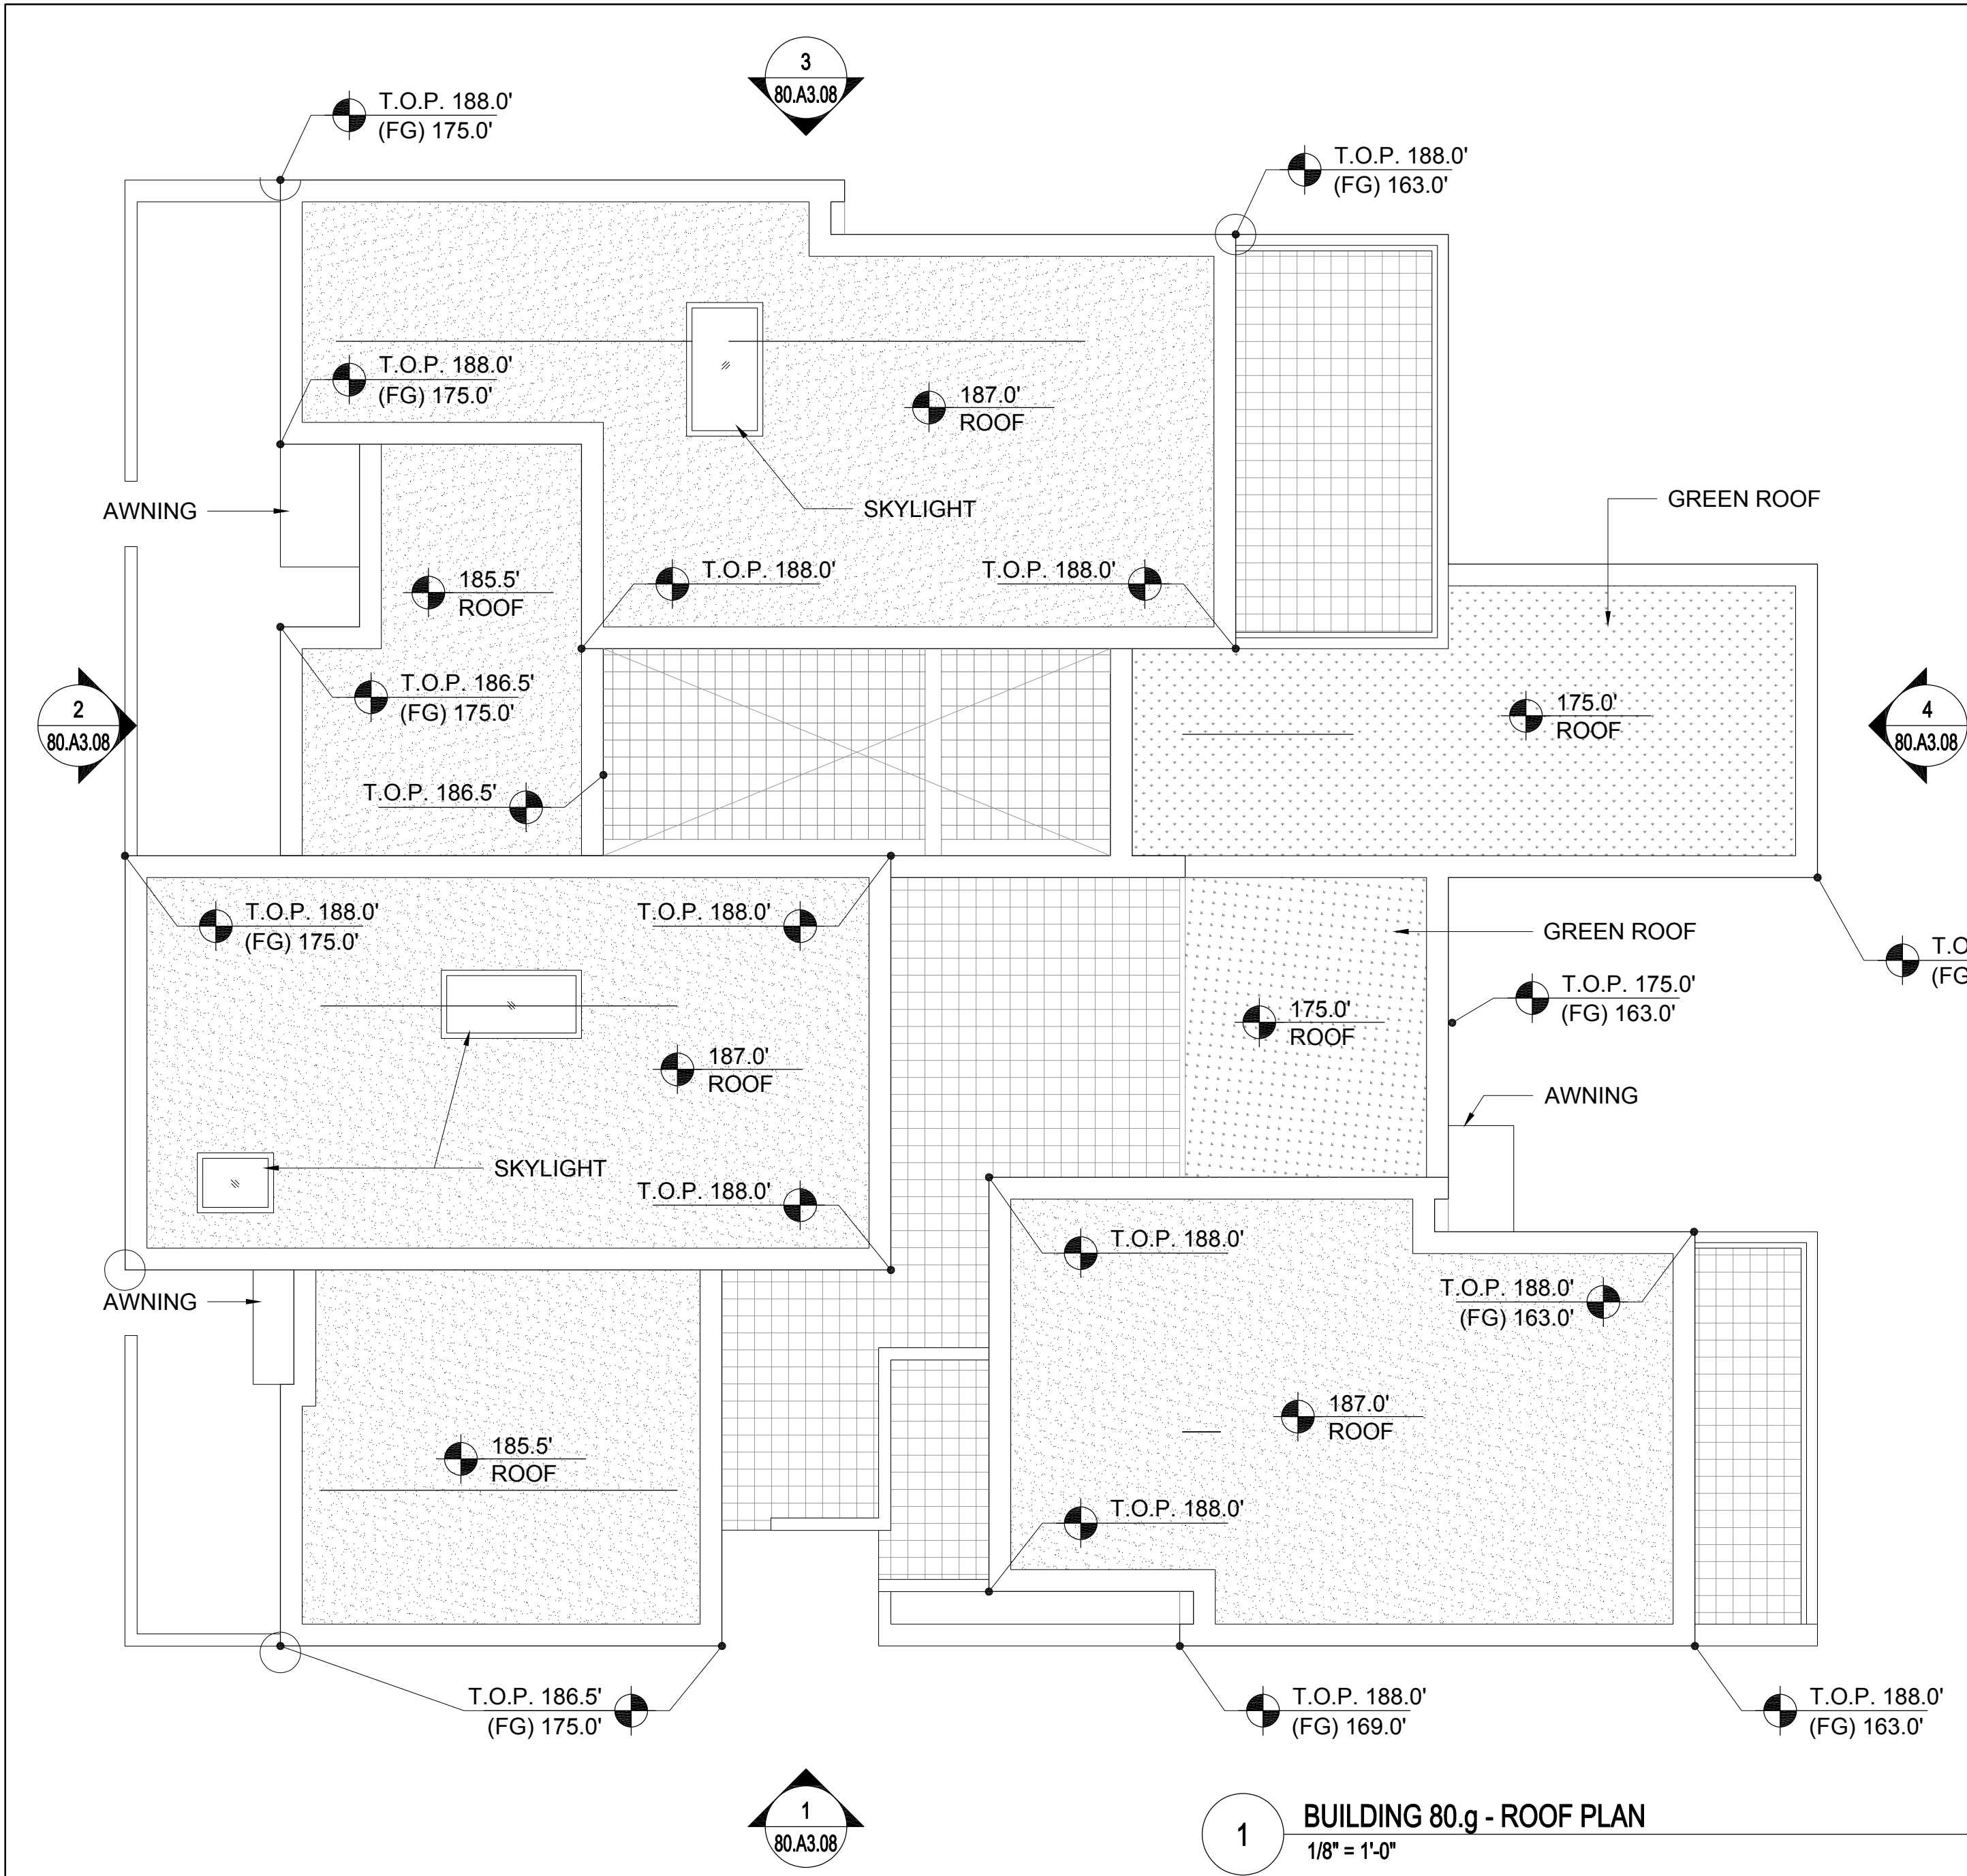 3
80.A3.08
T.O.P. 188.0'
(FG) 175.0'
T.O.P. 188.0'
(FG) 163.0'
T.O.P. 188.0'
(FG) 175.0'
187.0'
ROOF
AWNING
SKYLIGHT
GREEN ROOF
185.5'
ROOF
T.O.P. 188.0'
T.O.P. 188.0'
T.O.P. 186.5'
(FG) 175.0'
2
80.A3.08
175.0'
ROOF
4
80.A3.08
T.O.P. 186.5'
T.O.P. 188.0'
(FG) 175.0'
T.O.P. 188.0'
GREEN ROOF
T.O
(FG
T.O.P. 175.0'
(FG) 163.0'
175.0'
ROOF
187.0'
ROOF
AWNING
SKYLIGHT
T.O.P. 188.0'
T.O.P. 188.0'
AWNING
T.O.P. 188.0'
(FG) 163.0'
187.0'
ROOF
185.5'
ROOF
T.O.P. 188.0'
T.O.P. 186.5'
(FG) 175.0'
T.O.P. 188.0'
(FG) 169.0'
T.O.P. 188.0'
(FG) 163.0'
1
80.A3.08
1
BUILDING 80.g - ROOF PLAN
1/8" = 1'-0"